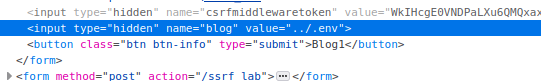 <input type="hidden" name="csrfmiddlewaretoken" value="WkIHcgE0VNDPaLXu6QMQxax
<input type="hidden" name="blog" value="../.env">
<button class="btn btn-info" type="submit">Blog1</button>
</form>
<form method="post" action="/ssrf_lab">⋯</form>